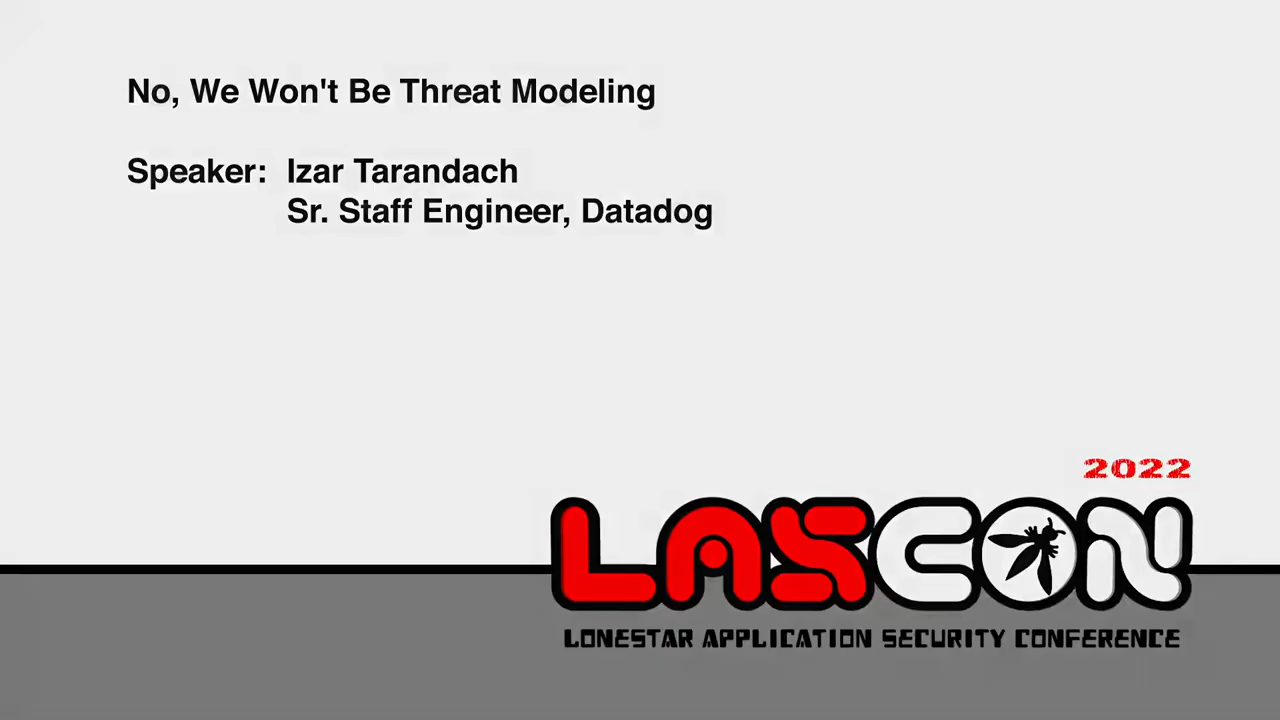 No, We Won't Be Threat Modeling
Speaker: Izar Tarandach
Sr. Staff Engineer, Datadog
2022
LASCON
LONESTAR APPLICATION SECURITY CONFERENCE